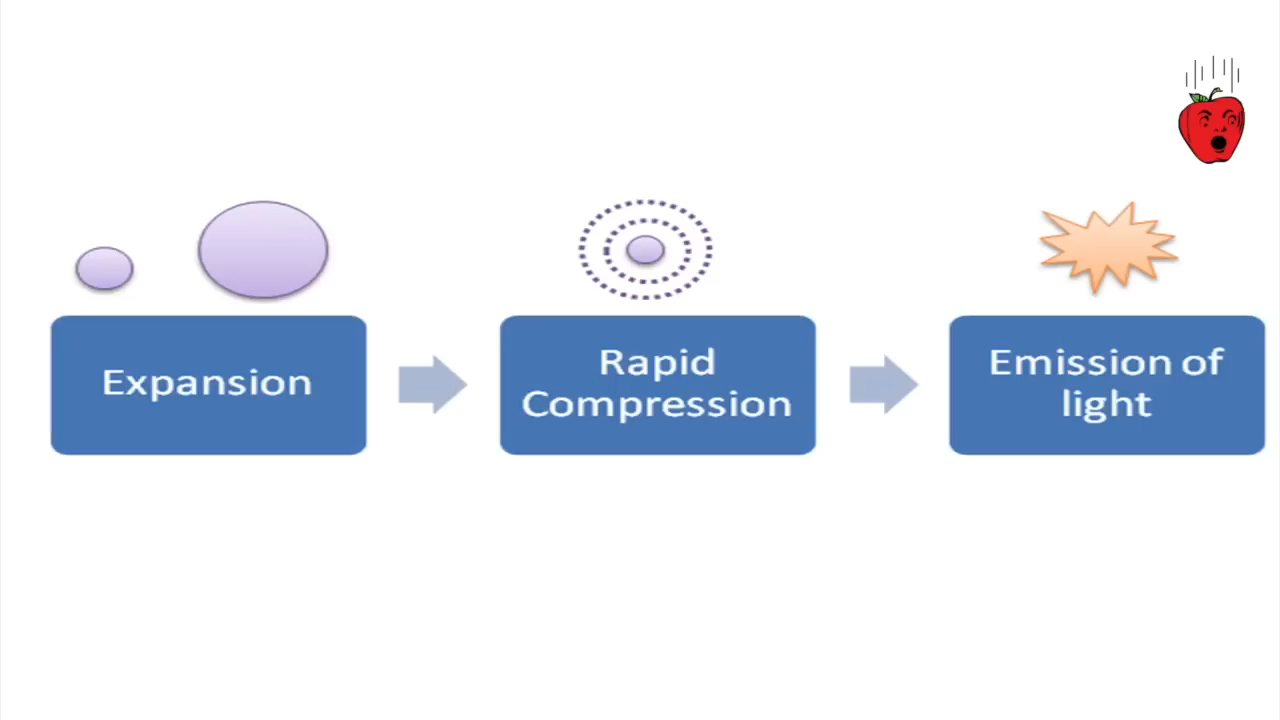 Expansion
Rapid
Compression
Emission of
light